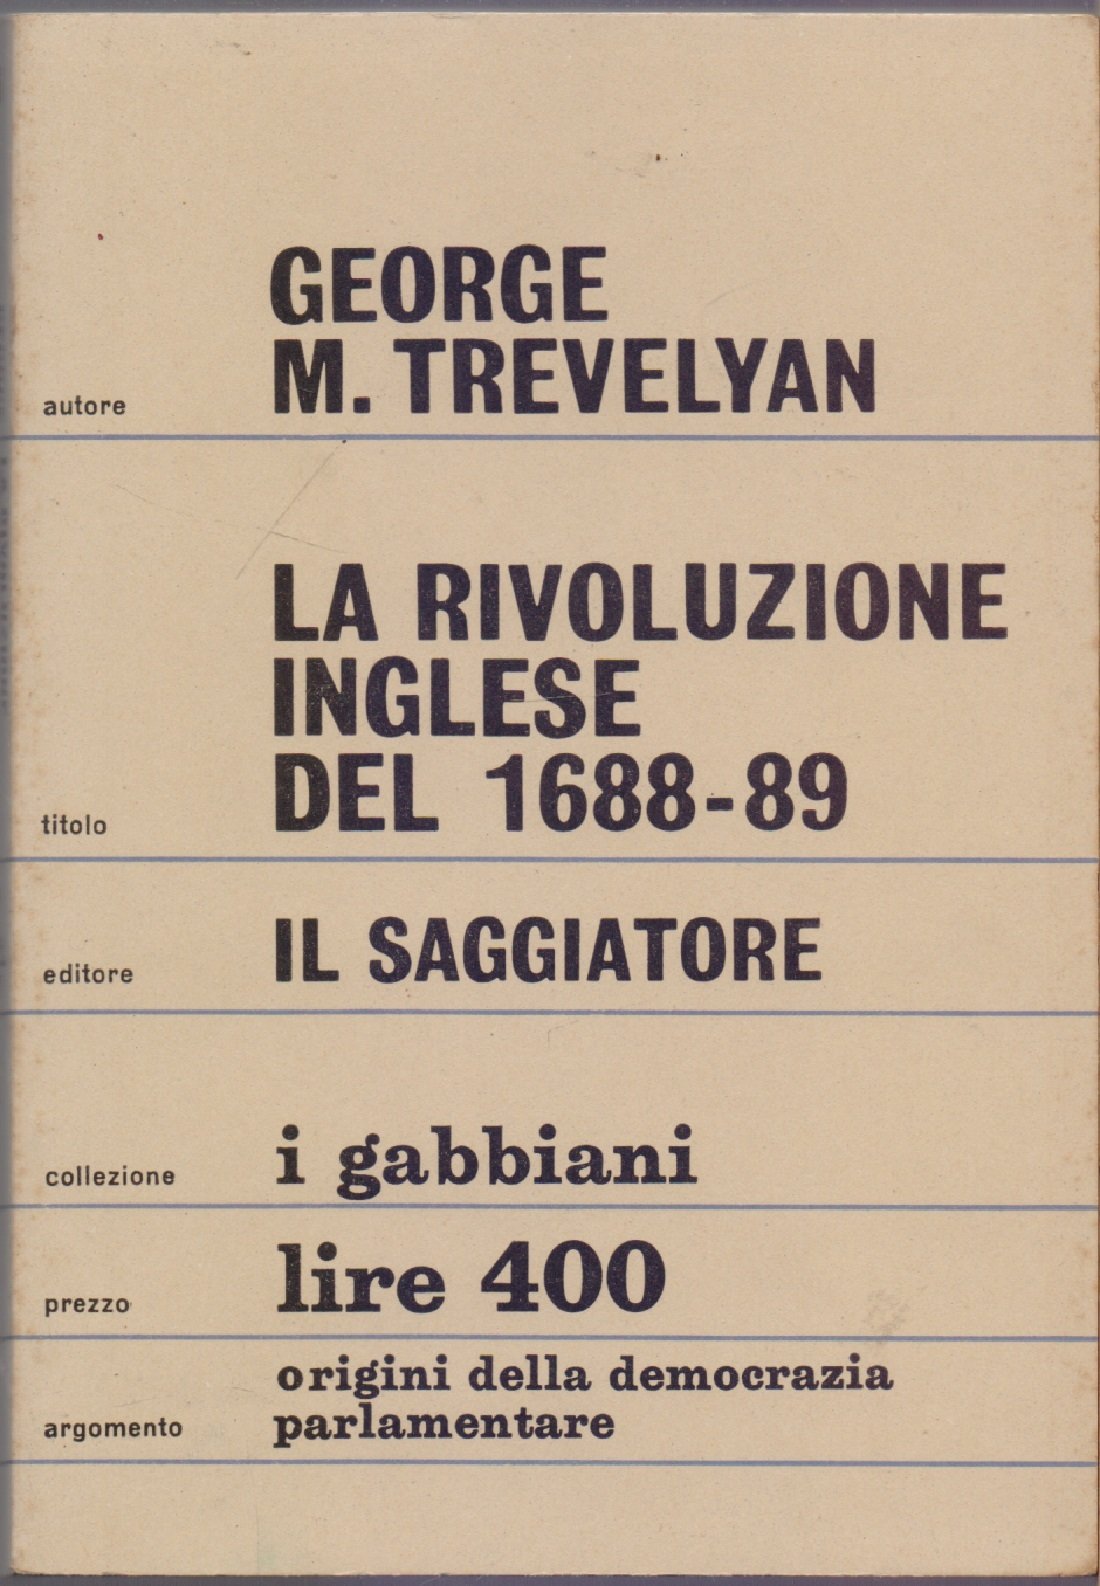 GEORGE
autore M. TREVELYAN
LA RIVOLUZIONE
INGLESE
titolo DEL 1688-89
editore IL SAGGIATORE
collezione i gabbiani
prezzo lire 400
origini della democrazia
argomento parlamentare